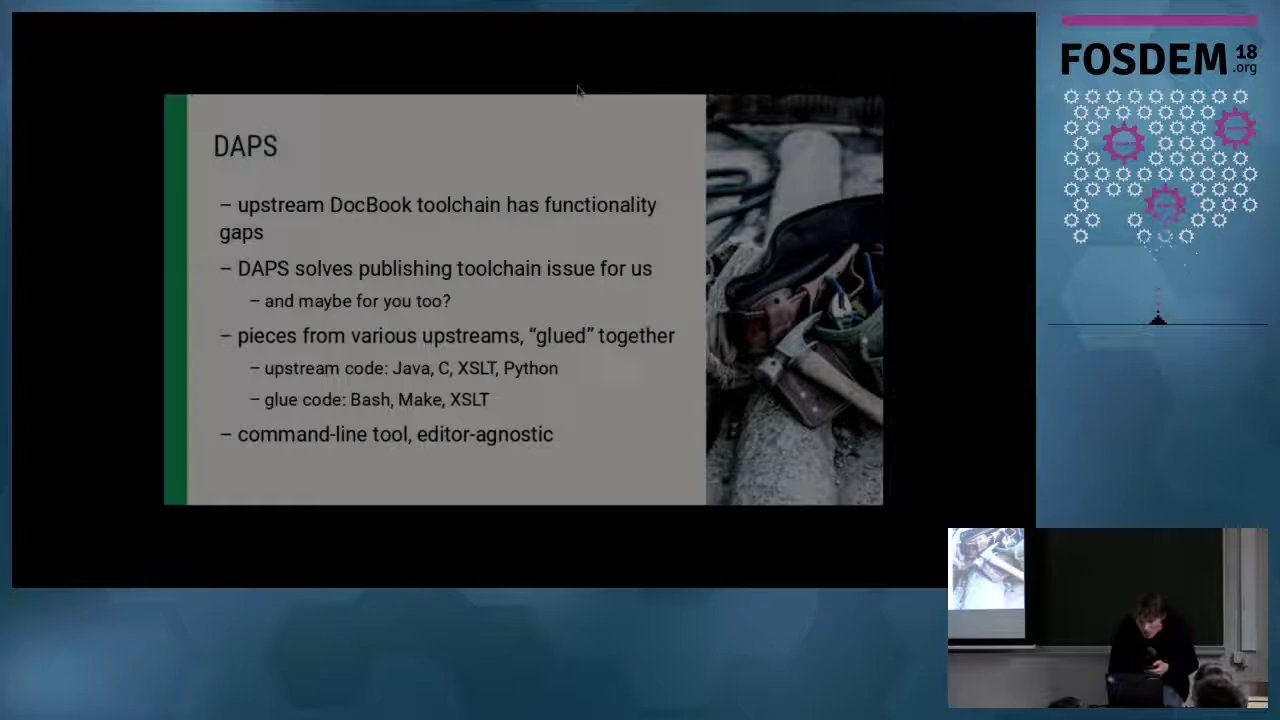 DAPS
– upstream DocBook toolchain has functionality
gaps
– DAPS solves publishing toolchain issue for us
– and maybe for you too?
– pieces from various upstreams, “glued” together
– upstream code: Java, C, XSLT, Python
– glue code: Bash, Make, XSLT
– command-line tool, editor-agnostic
FOSDEM 18
.org